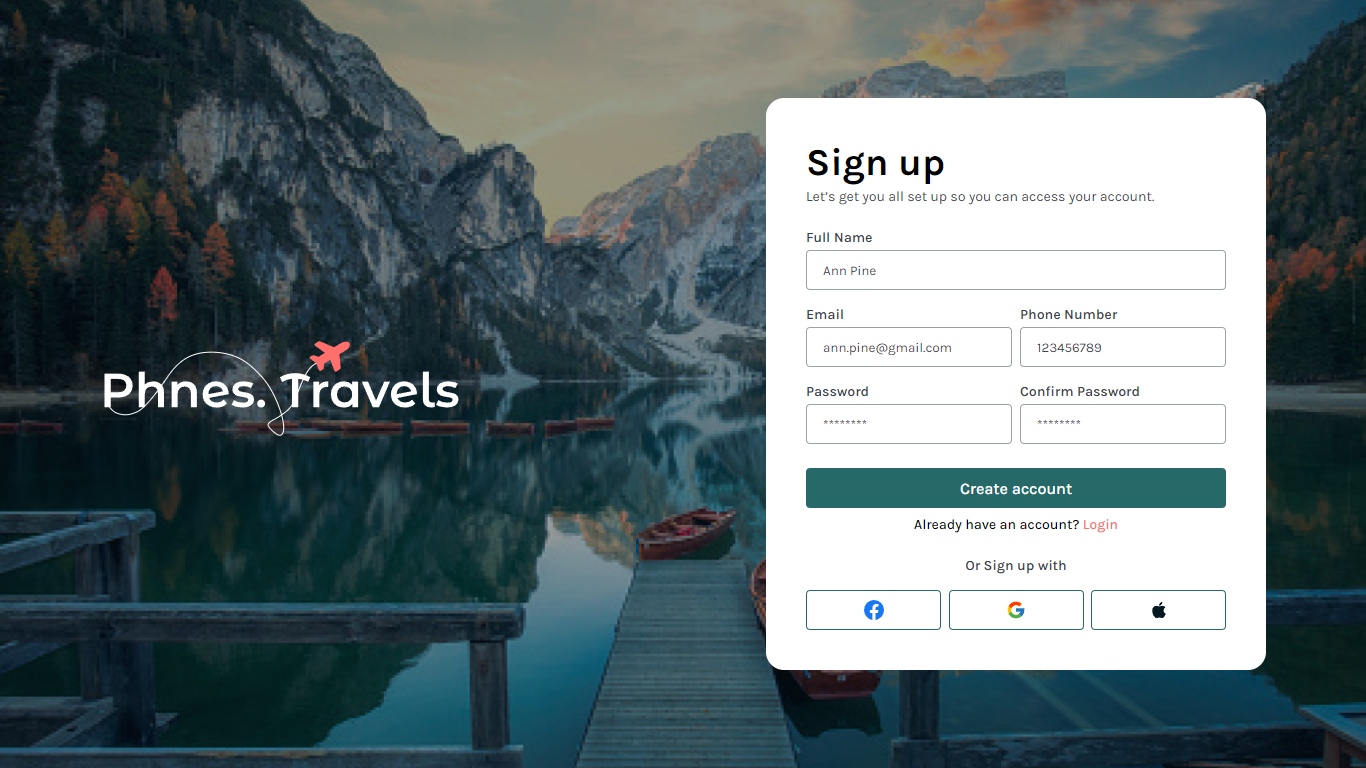 Phnes. Travels
Sign up
Let's get you all set up so you can access your account.
Full Name
Ann Pine
Email
Phone Number
ann.pine@gmail.com
123456789
Password
Confirm Password
********
********
Create account
Already have an account? Login
Or Sign up with